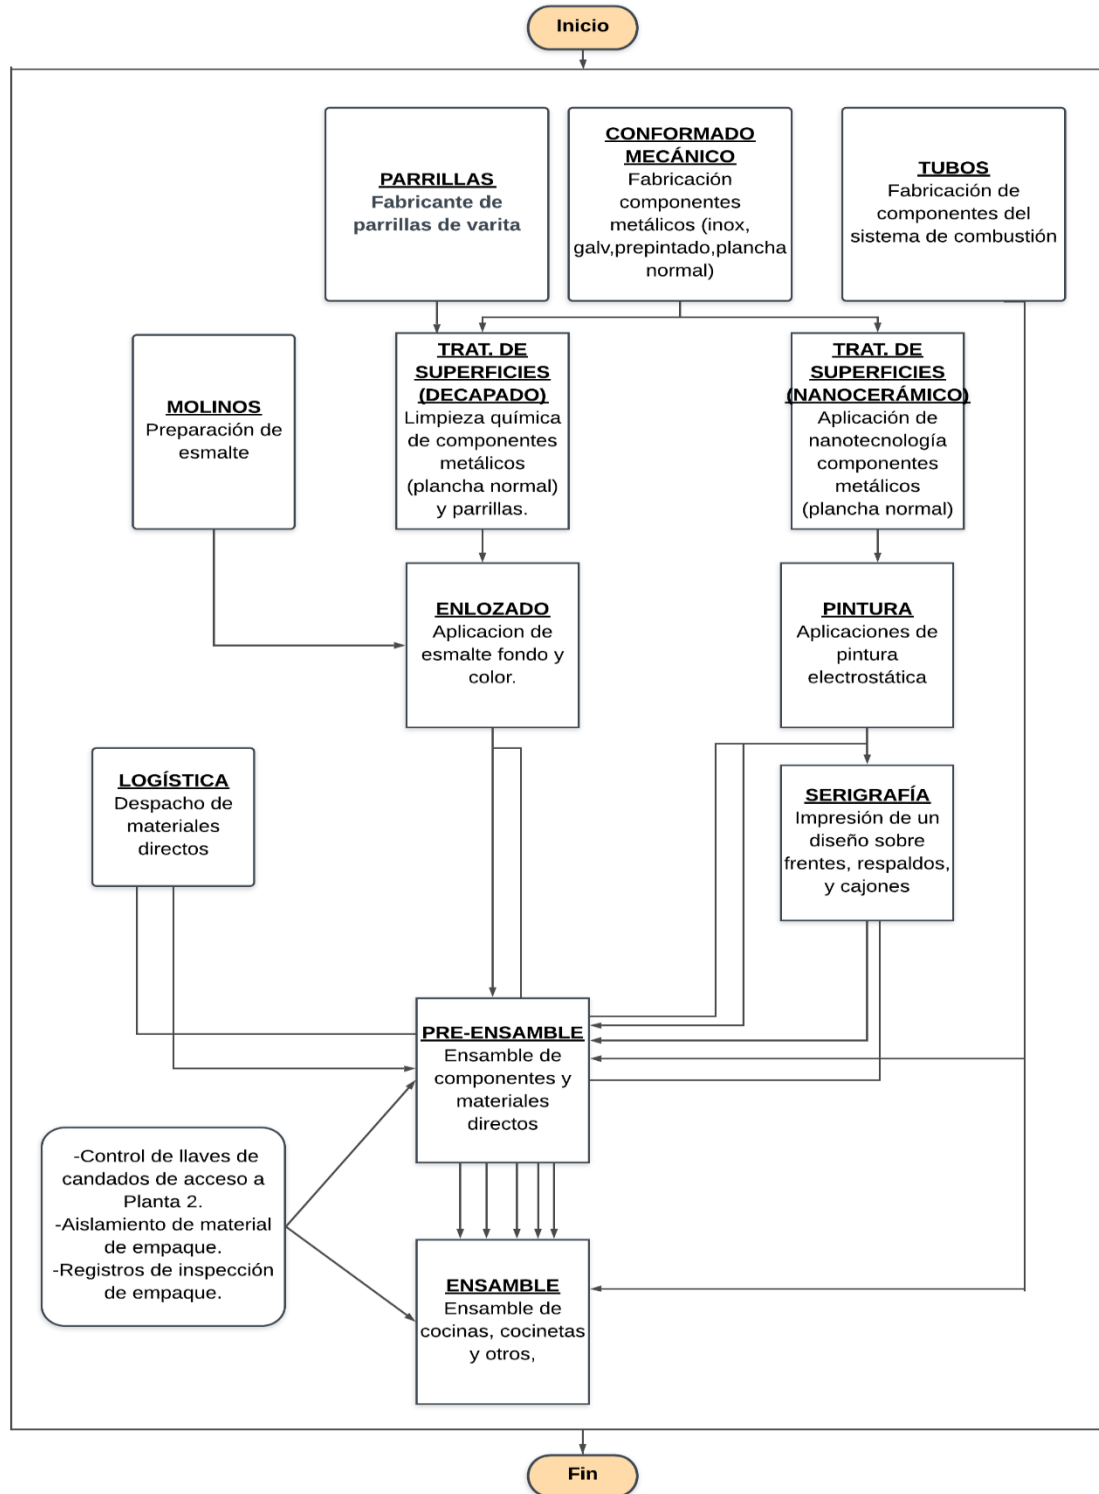 Inicio
PARRILLAS
Fabricante de
parrillas de varita
CONFORMADO
MECÁNICO
Fabricación
componentes
metálicos (inox,
galv,prepintado,plancha
normal)
TUBOS
Fabricación de
componentes del
sistema de combustión
MOLINOS
Preparación de
esmalte
TRAT. DE
SUPERFICIES
(DECAPADO)
Limpieza química
de componentes
metálicos
(plancha normal)
y parrillas.
TRAT. DE
SUPERFICIES
(NANOCERÁMICO)
Aplicación de
nanotecnología
componentes
metálicos
(plancha normal)
ENLOZADO
Aplicacion de
esmalte fondo y
color.
PINTURA
Aplicaciones de
pintura
electrostática
LOGÍSTICA
Despacho de
materiales
directos
SERIGRAFÍA
Impresión de un
diseño sobre
frentes, respaldos,
y cajones
PRE-ENSAMBLE
Ensamble de
componentes y
materiales
directos
-Control de llaves de
candados de acceso a
Planta 2.
-Aislamiento de material
de empaque.
-Registros de inspección
de empaque.
ENSAMBLE
Ensamble de
cocinas, cocinetas
y otros,
Fin